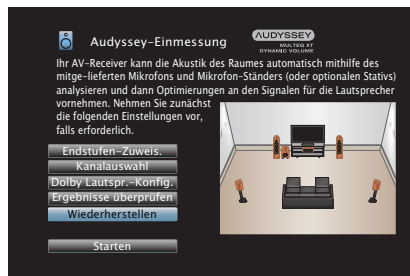 Audyssey-Einmessung
AUDYSSEY
MULTEQ XT
DYNAMIC VOLUME
Ihr AV-Receiver kann die Akustik des Raumes automatisch mithilfe des
mitge-lieferten Mikrofons und Mikrofon-Ständers (oder optionalen Stativs)
analysieren und dann Optimierungen an den Signalen für die Lautsprecher
vornehmen. Nehmen Sie zunächst
die folgenden Einstellungen vor,
falls erforderlich.
Endstufen-Zuweis.
Kanalauswahl
Dolby Lautspr.-Konfig.
Ergebnisse überprüfen
Wiederherstellen
Starten